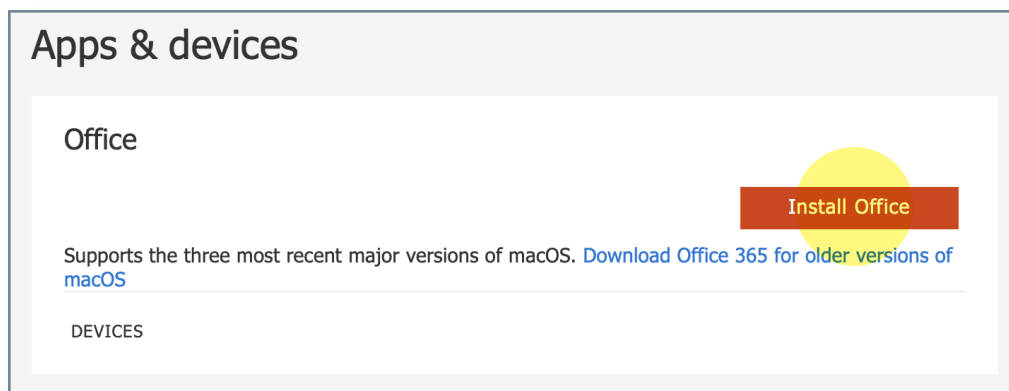 Apps & devices
Office
Install Office
Supports the three most recent major versions of macOS. Download Office 365 for older versions of
macOS
DEVICES